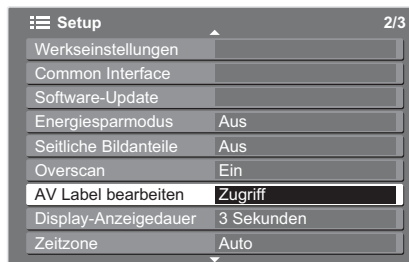 Setup 2/3
Werkseinstellungen
Common Interface
Software-Update
Energiesparmodus Aus
Seitliche Bildanteile Aus
Overscan Ein
AV Label bearbeiten Zugriff
Display-Anzeigedauer 3 Sekunden
Zeitzone Auto